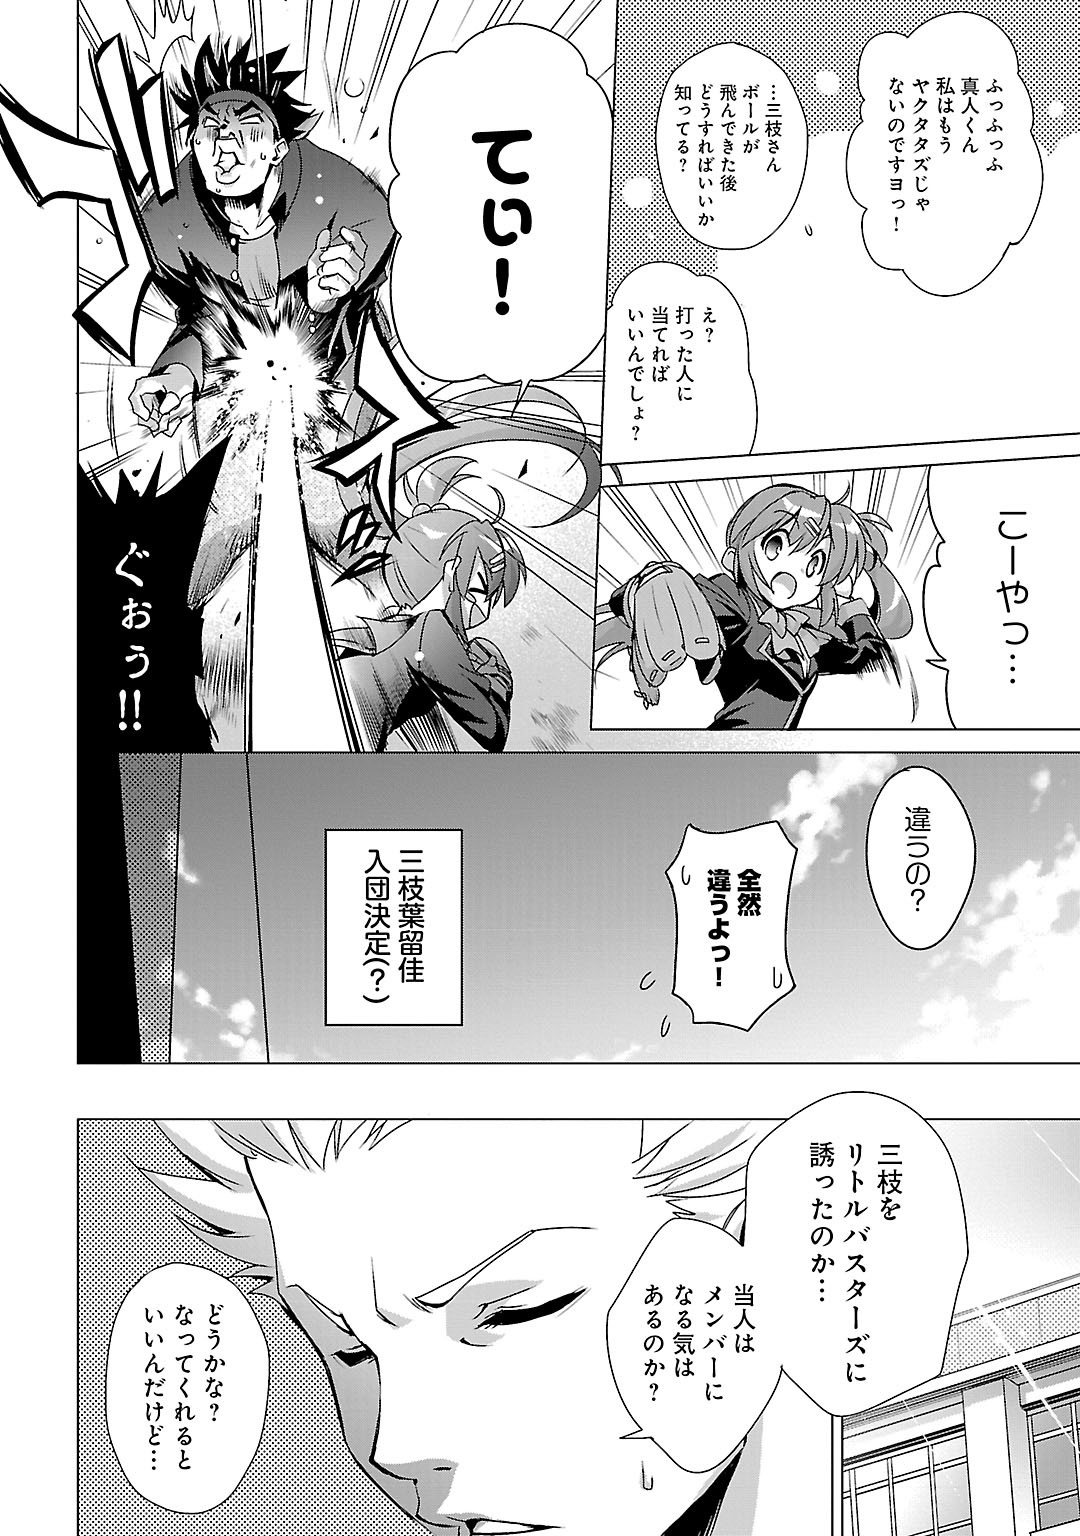 ふっふっふ
真人くん
私はもう
ヤクタタズじゃ
ないのですヨっ!
…三枝さん
ボールが
飛んできた後
どうすればいいか
知ってる?
え?
打った人に
当てれば
いいんでしょ?
こーやっ…
てい!
ぐおぅ!!
違うの?
全然
違うよっ!
三枝葉留佳
入団決定(?)
三枝を
リトルバスターズに
誘ったのか…
当人は
メンバーに
なる気は
あるのか?
どうかな?
なってくれると
いいんだけど…